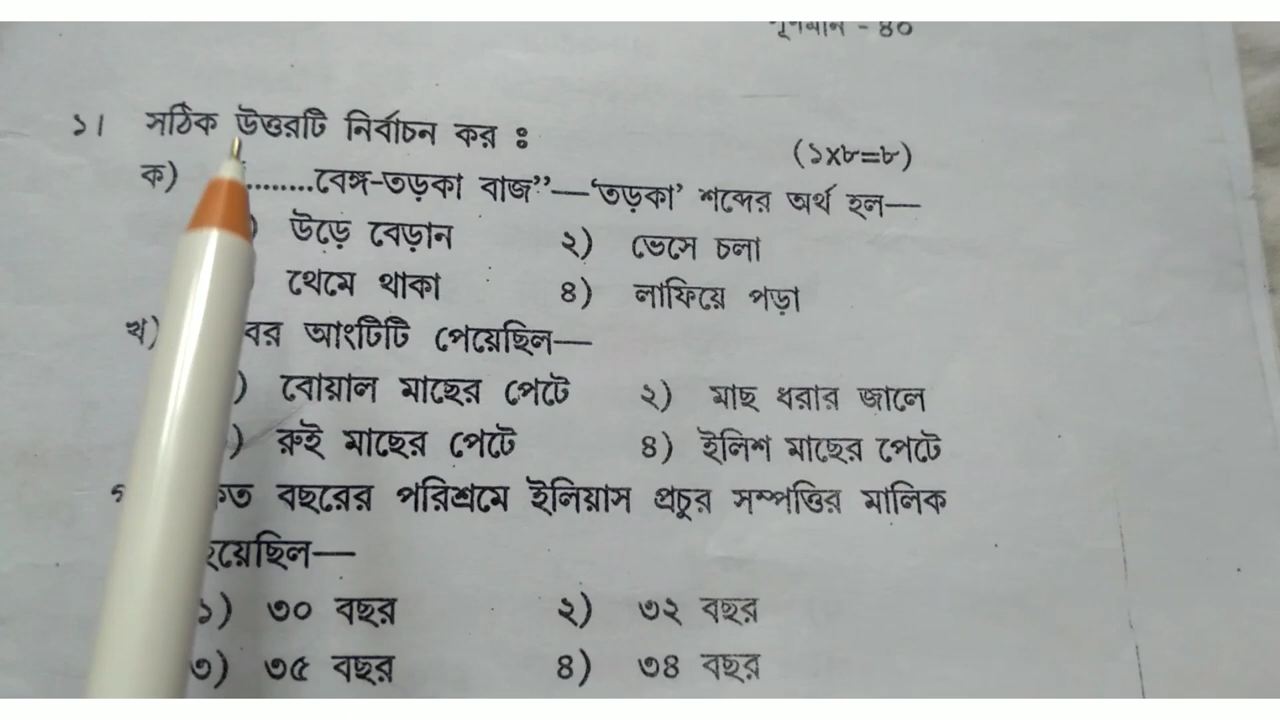 পূর্ণমান - ৪০
১। সঠিক উত্তরটি নির্বাচন কর ঃ
(১x৮=৮)
ক) ........বেঙ্গ-তড়কা বাজ”—‘তড়কা’ শব্দের অর্থ হল—
) উড়ে বেড়ান ২) ভেসে চলা
থেমে থাকা ৪) লাফিয়ে পড়া
খ) আংটিটি পেয়েছিল—
) বোয়াল মাছের পেটে ২) মাছ ধরার জালে
) রুই মাছের পেটে ৪) ইলিশ মাছের পেটে
বছরের পরিশ্রমে ইলিয়াস প্রচুর সম্পত্তির মালিক
হয়েছিল—
১) ৩০ বছর ২) ৩২ বছর
৩) ৩৫ বছর ৪) ৩৪ বছর